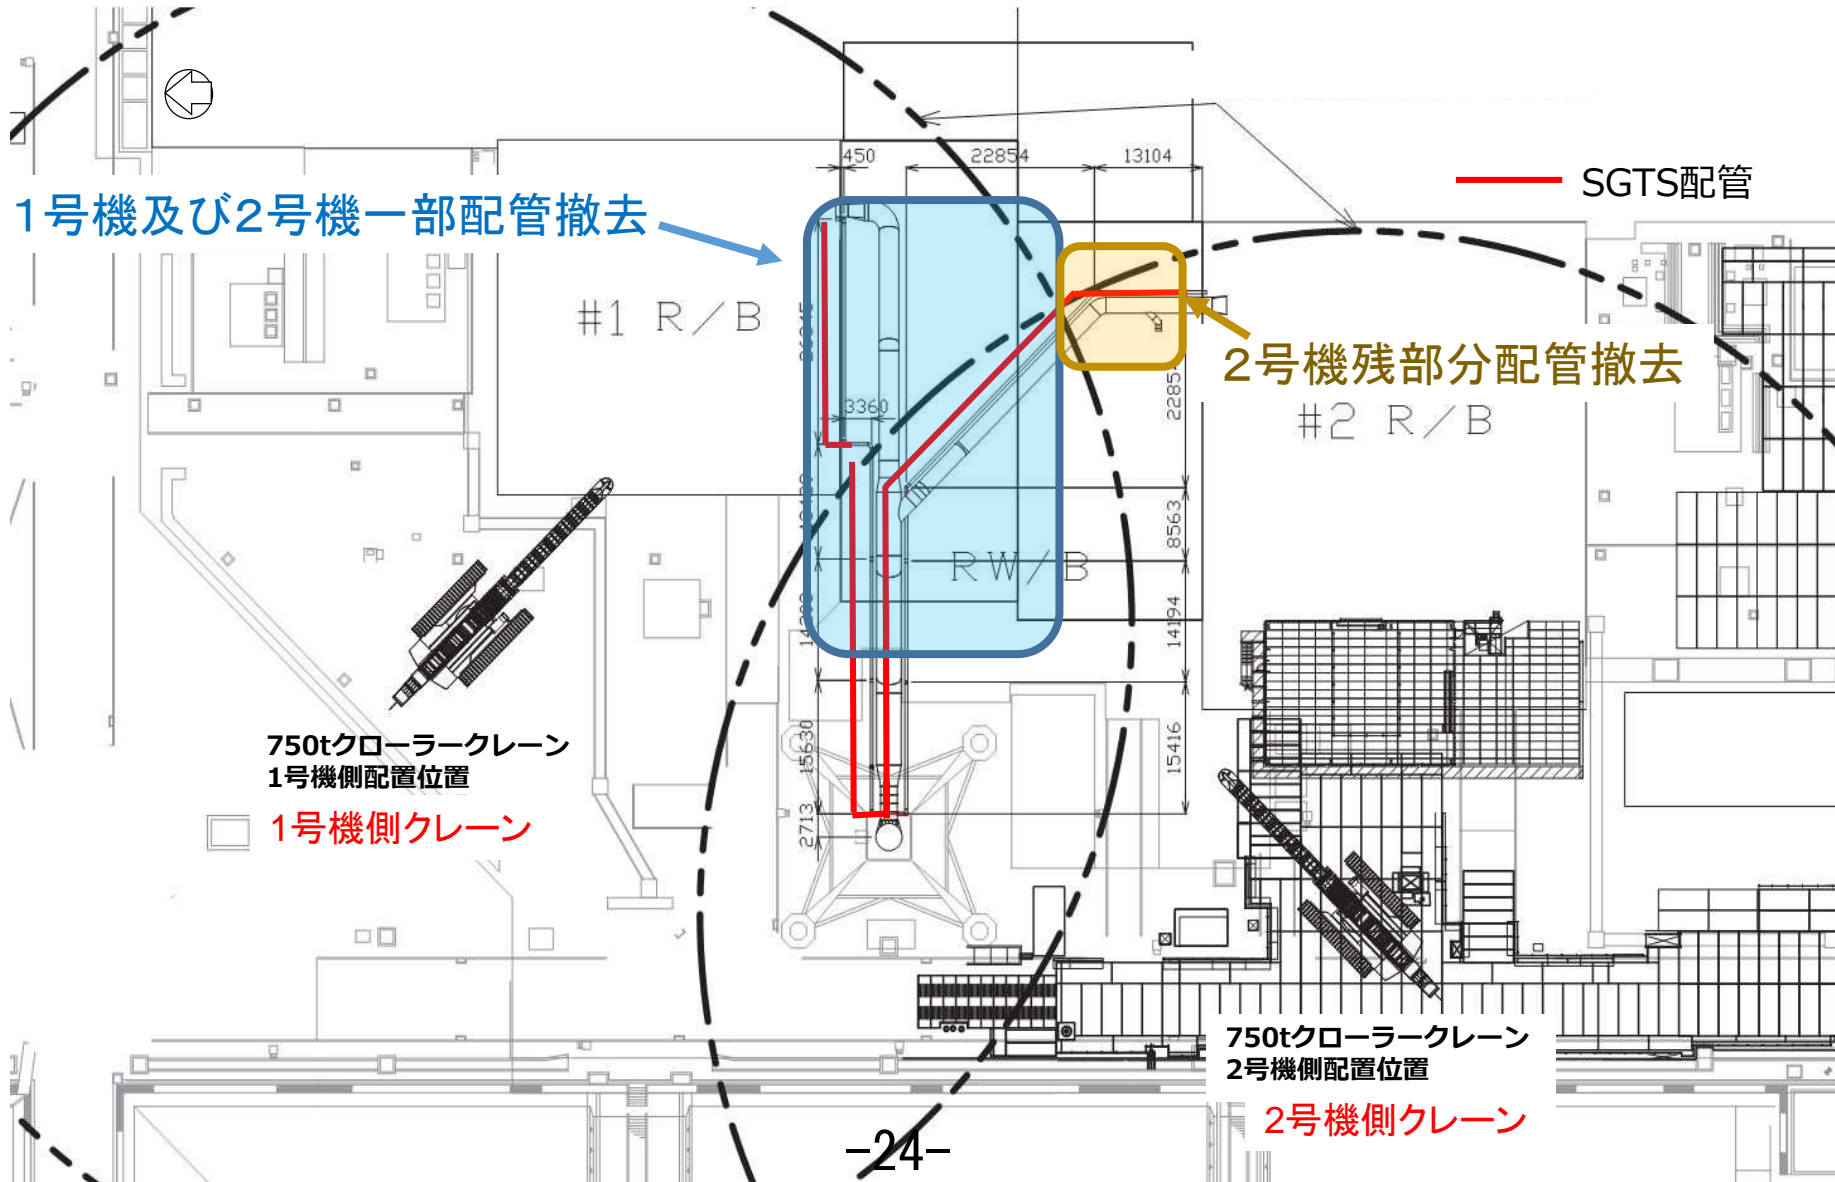 450
22854
13104
SGTS配管
1号機及び2号機一部配管撤去
#1 R/B
2号機残部分配管撤去
3360
#2 R/B
8563
RW/B
14194
750tクローラークレーン
1号機側配置位置
1号機側クレーン
15630
15416
2713
750tクローラークレーン
2号機側配置位置
2号機側クレーン
-24-